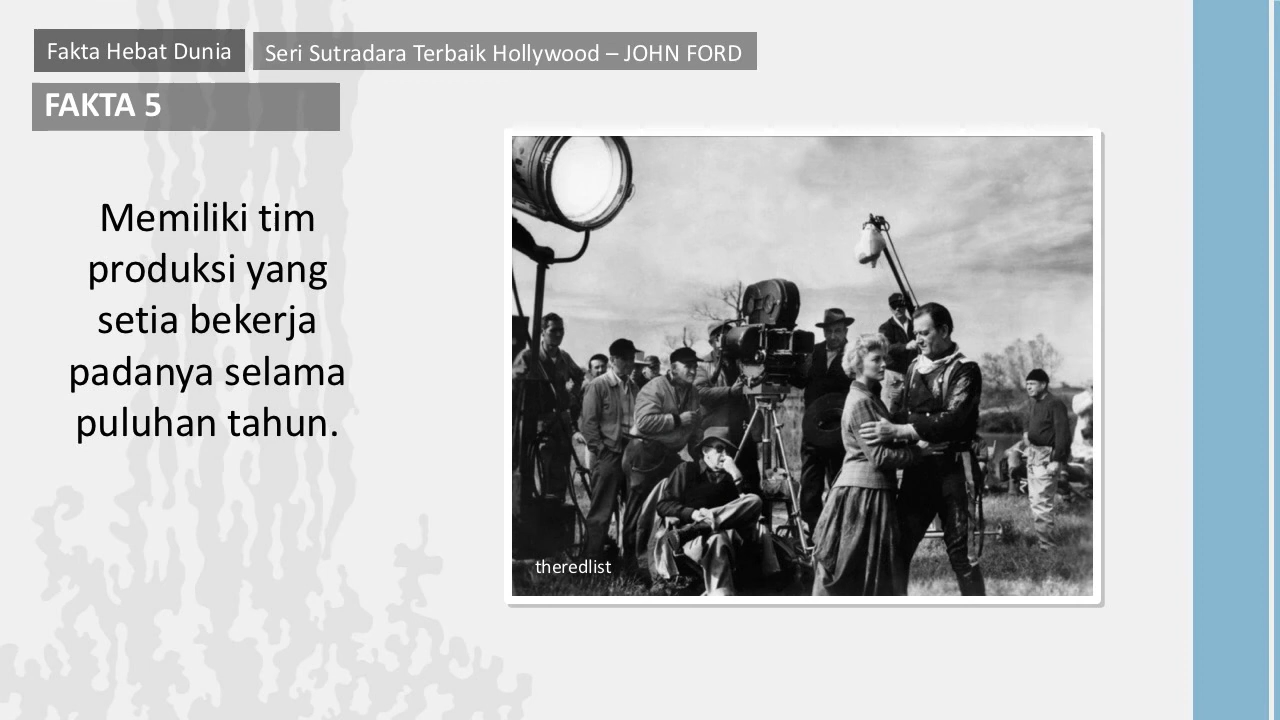 Fakta Hebat Dunia
Seri Sutradara Terbaik Hollywood – JOHN FORD
FAKTA 5
Memiliki tim
produksi yang
setia bekerja
padanya selama
puluhan tahun.
theredlist